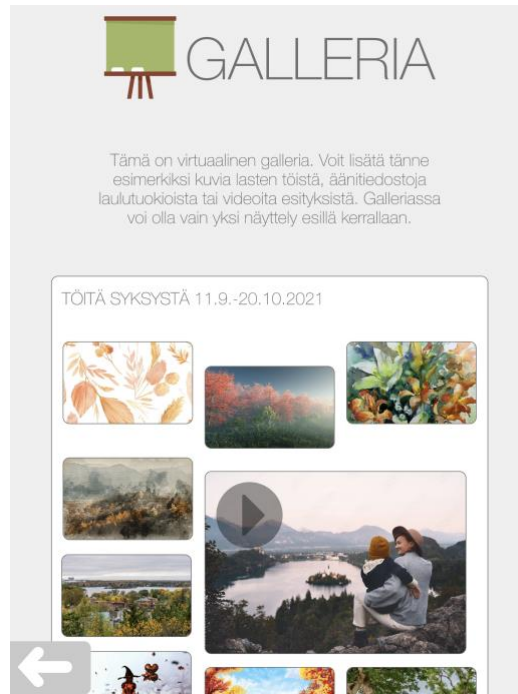 GALLERIA
Tämä on virtuaalinen galleria. Voit lisätä tänne
esimerkiksi kuvia lasten töistä, äänitiedostoja
laulutuokioista tai videoita esityksistä. Galleriassa
voi olla vain yksi näyttely esillä kerrallaan.
TÖITÄ SYKSYSTÄ 11.9.-20.10.2021